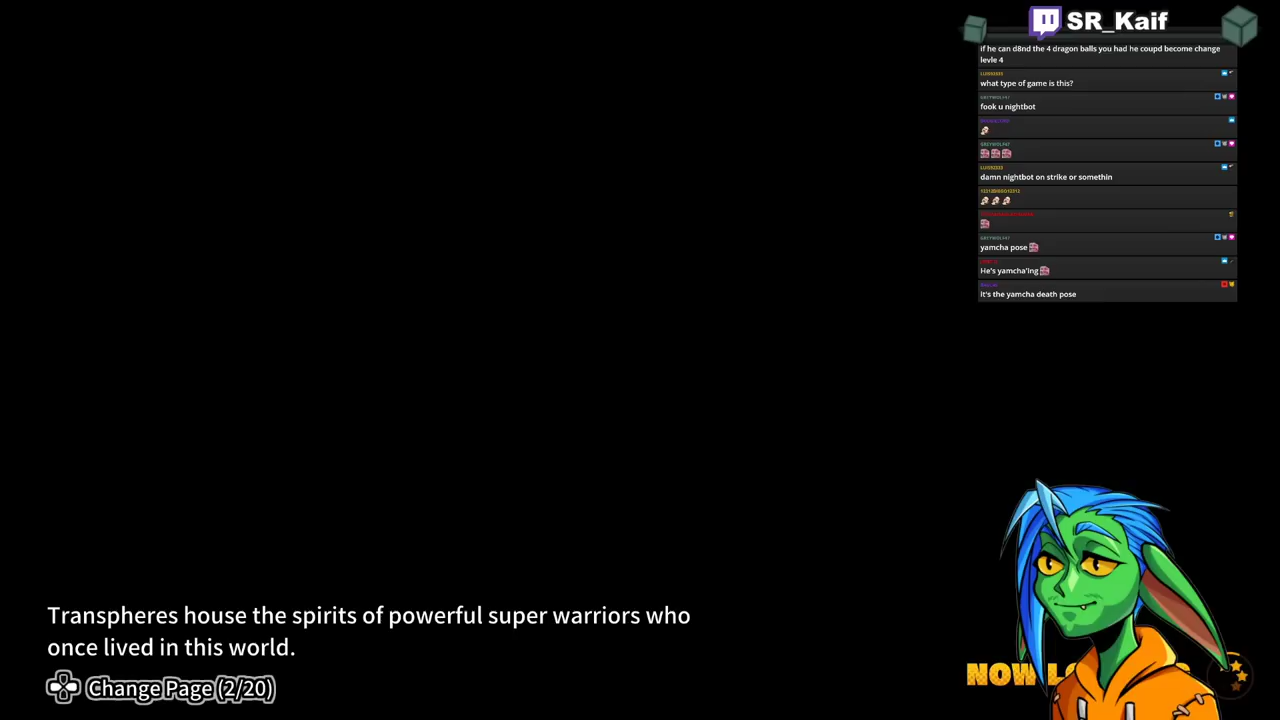 SR_Kaif
if he can d8nd the 4 dragon balls you had he coupd become change
levle 4
what type of game is this?
fook u nightbot
damn nightbot on strike or somethin
yamcha pose
He's yamcha'ing
it's the yamcha death pose
Transpheres house the spirits of powerful super warriors who
once lived in this world.
Change Page (2/20)
NOW